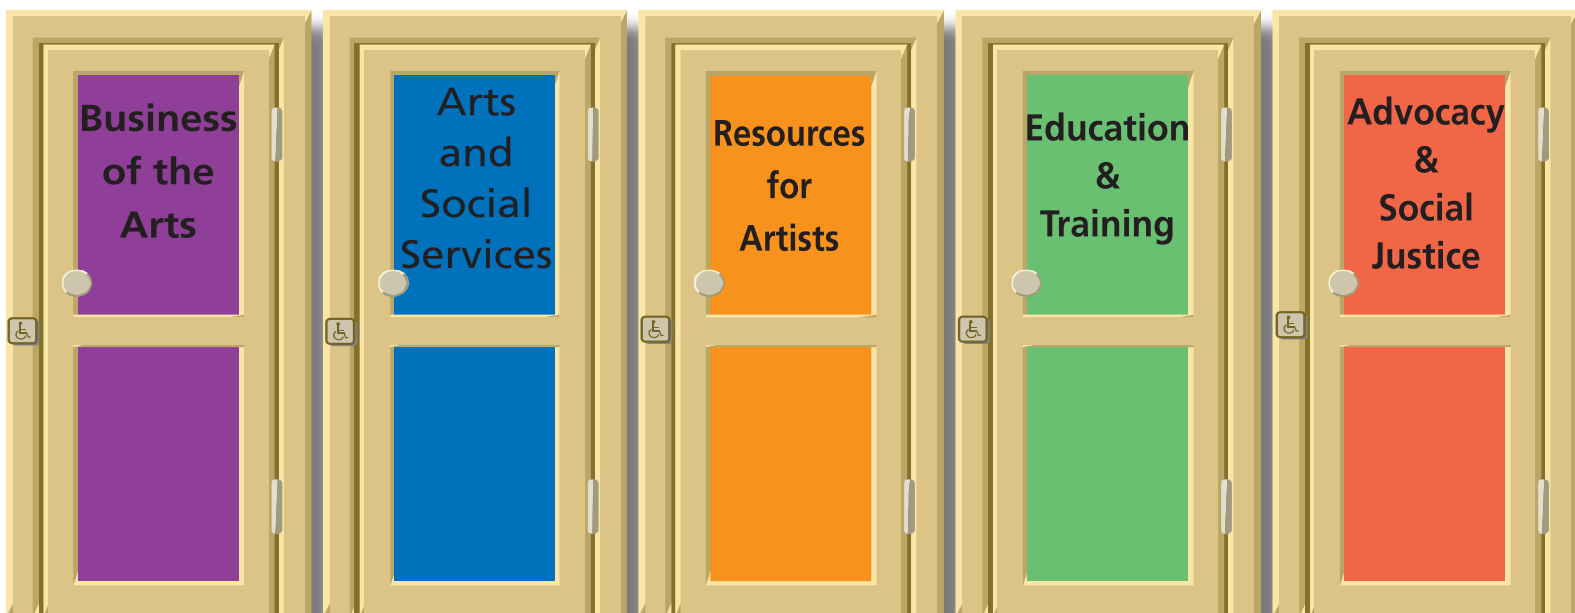 Business
of the
Arts
Arts
and
Social
Services
Resources
for
Artists
Education
&
Training
Advocacy
&
Social
Justice